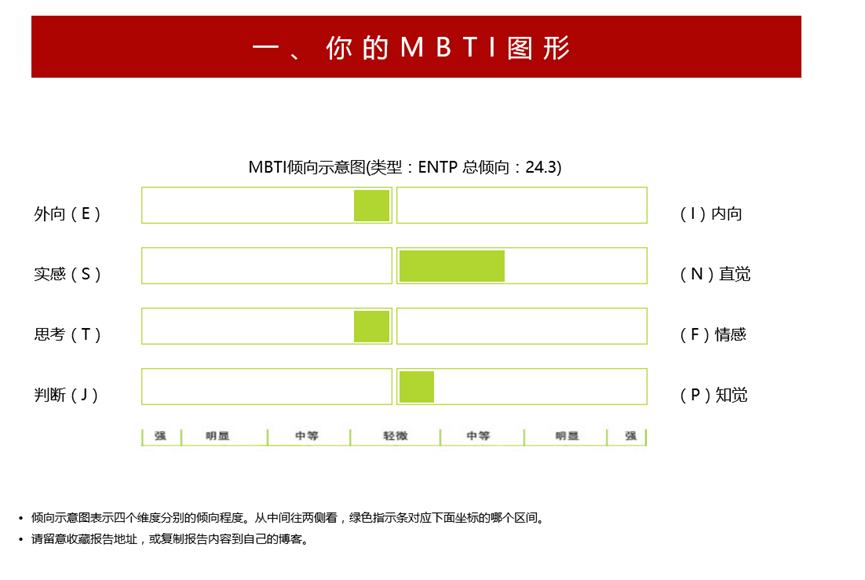 一、你的MBTI图形
MBTI倾向示意图(类型：ENTP 总倾向：24.3)
外向（E） （I）内向
实感（S） （N）直觉
思考（T） （F）情感
判断（J） （P）知觉
强 明显 中等 轻微 中等 明显 强
• 倾向示意图表示四个维度分别的倾向程度。从中间往两侧看，绿色指示条对应下面坐标的哪个区间。
• 请留意收藏报告地址，或复制报告内容到自己的博客。